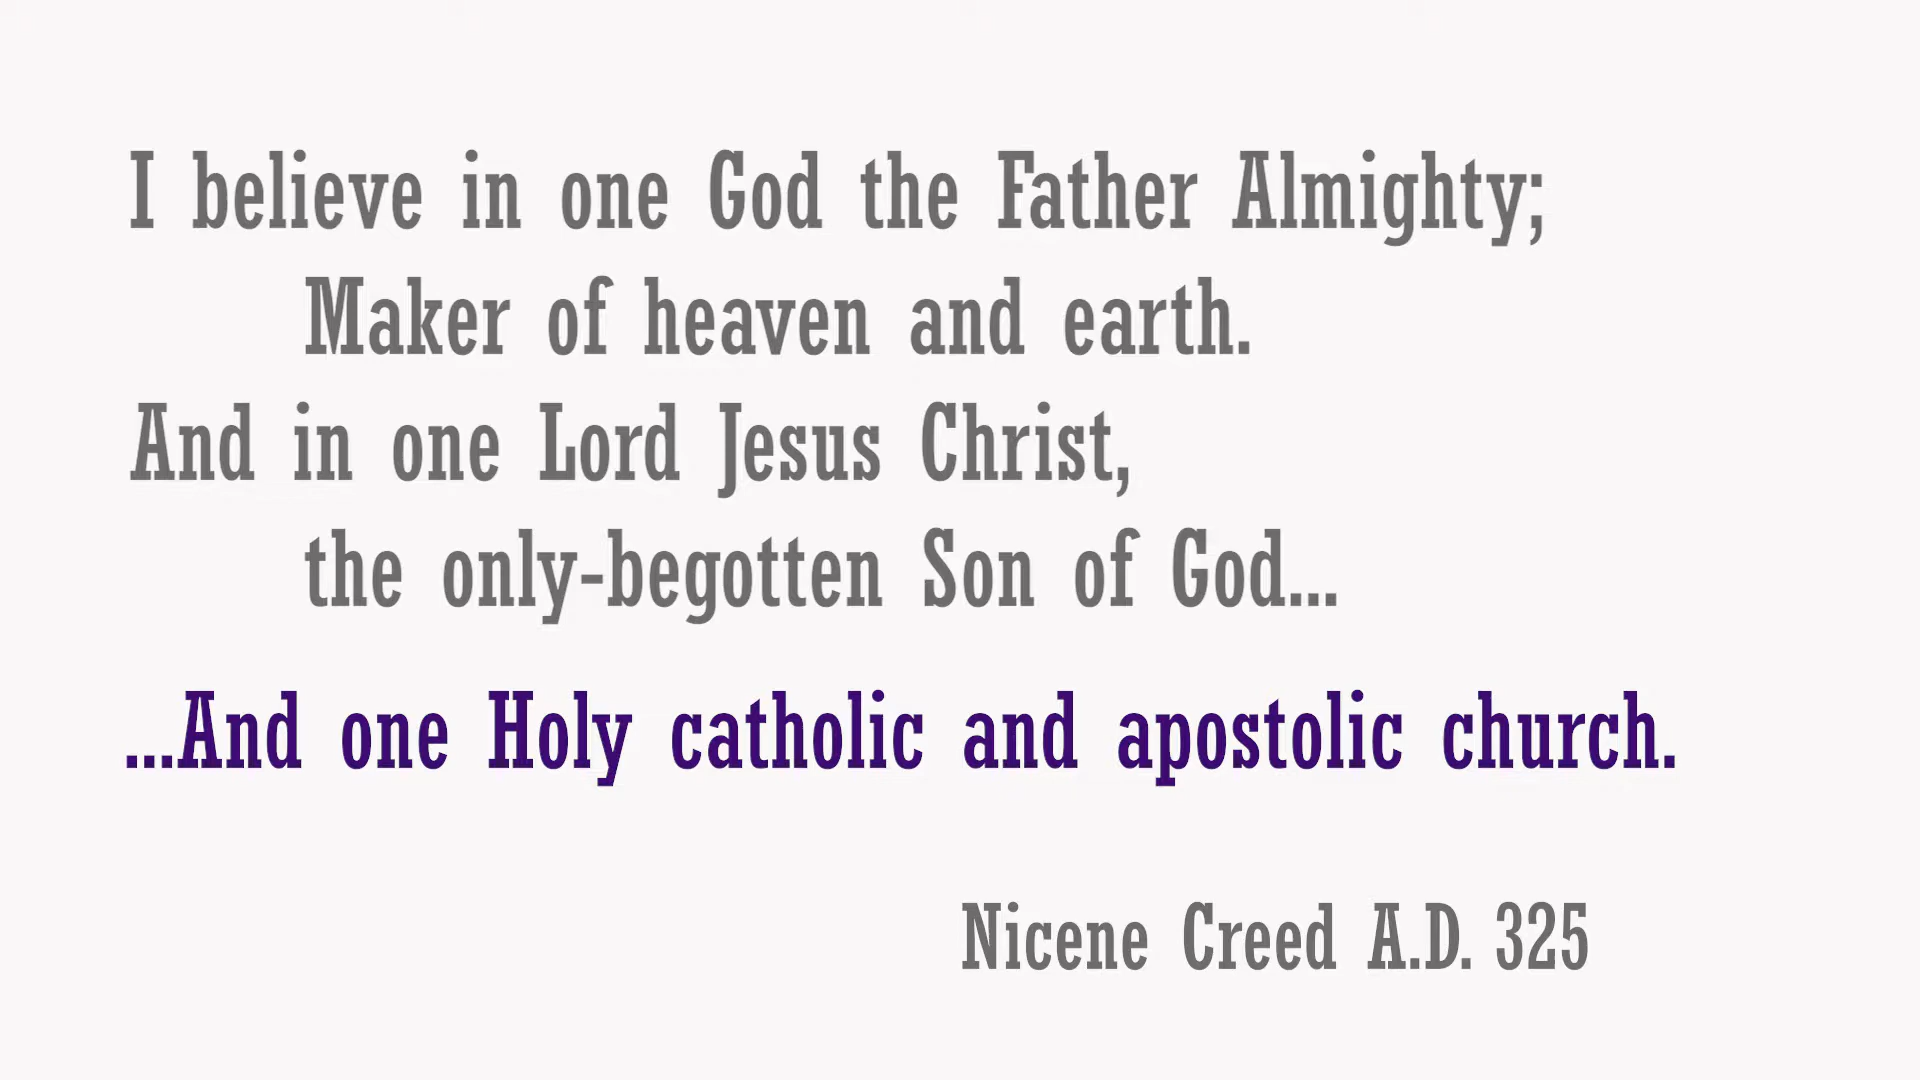 I believe in one God the Father Almighty;
Maker of heaven and earth.
And in one Lord Jesus Christ,
the only-begotten Son of God...
...And one Holy catholic and apostolic church.
Nicene Creed A.D. 325